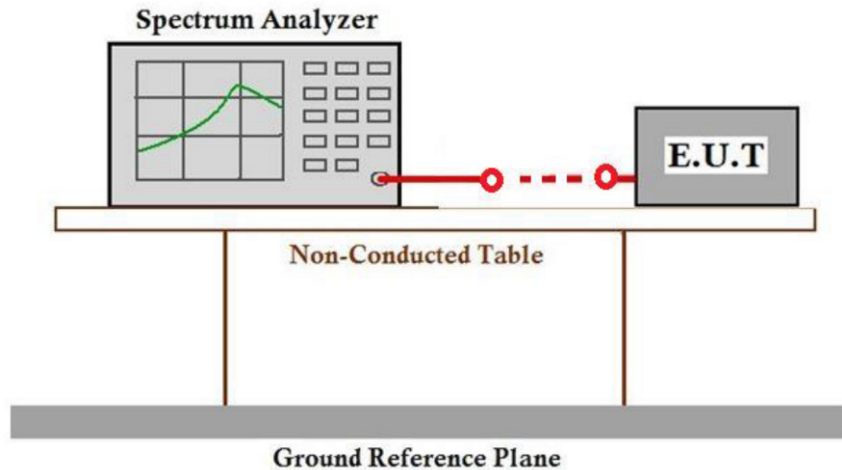 Spectrum Analyzer
E.U.T
Non-Conducted Table
Ground Reference Plane